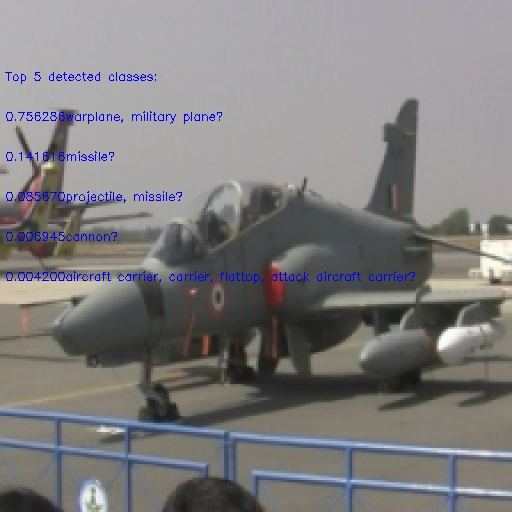 Top 5 detected classes:
0.756286warplane, military plane?
0.141616missile?
0.085670projectile, missile?
0.006945cannon?
0.004200aircraft carrier, carrier, flattop, attack aircraft carrier?